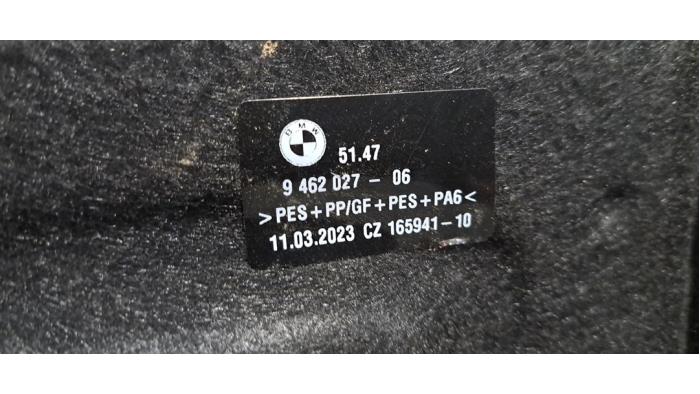 BMW
51.47
9 462 027 - 06
>PES+PP/GF+PES+PA6<
11.03.2023 CZ 165941-10